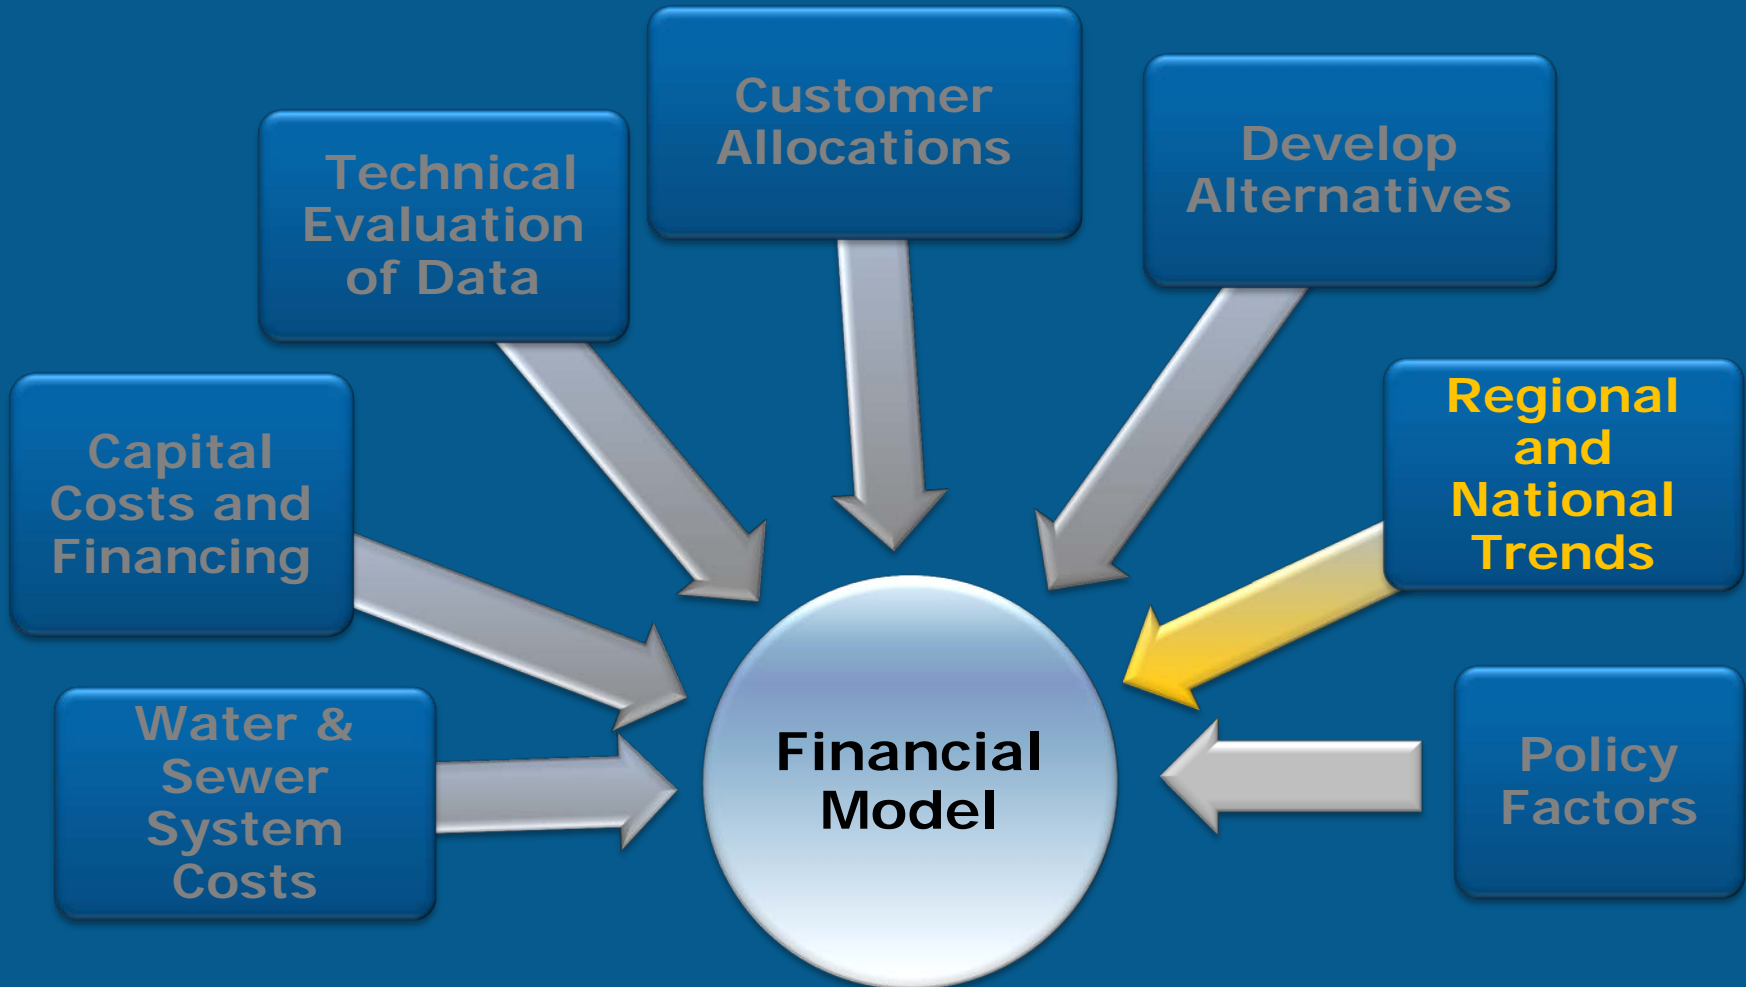 Customer
Allocations
Develop
Alternatives
Technical
Evaluation
of Data
Regional
and
National
Trends
Capital
Costs and
Financing
Water &
Sewer
System
Costs
Financial
Model
Policy
Factors